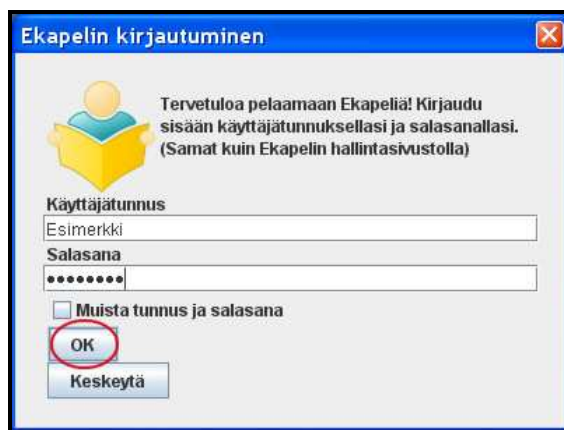 Ekapelin kirjautuminen
Tervetuloa pelaamaan Ekapeliä! Kirjaudu
sisään käyttäjätunnuksellasi ja salasanallasi.
(Samat kuin Ekapelin hallintasivustolla)
Käyttäjätunnus
Esimerkki
Salasana
••••••••
Muista tunnus ja salasana
OK
Keskeytä